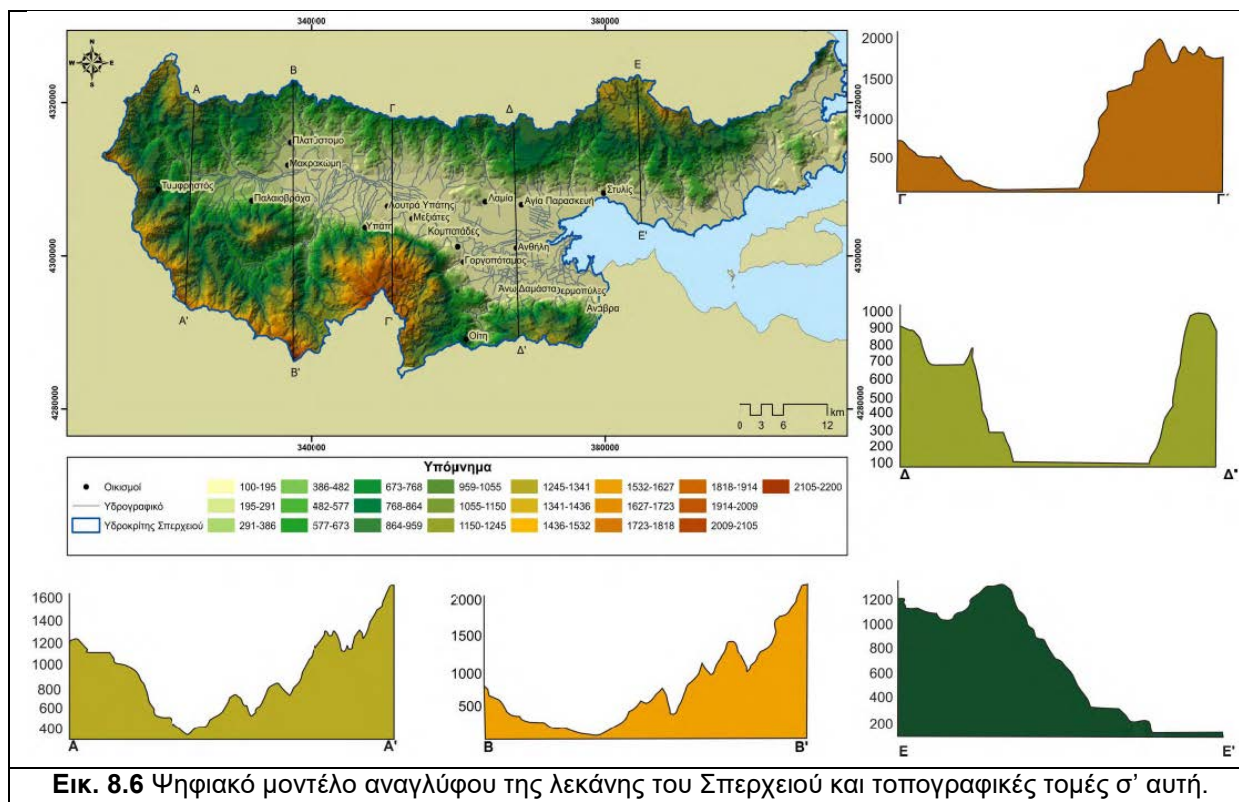 340000
380000
N
W
E
S
4320000
4320000
A
B
Γ
Δ
E
Πλατύστομο
Μακρακώμη
Τυμφρηστός
Παλαιοβράχα
Λουτρά Υπάτης
Μεξιάτες
Υπάτη
Κομποτάδες
Λαμία
Αγία Παρασκευή
Στυλίς
Ανθήλη
Γοργοπόταμος
Άνω Δαμάστα
Θερμοπύλες
Ανάβρα
Οίτη
E'
A'
Γ'
B'
Δ'
4300000
4300000
4280000
4280000
km
0 3 6 12
340000
380000
Υπόμνημα
Οικισμοί
Υδρογραφικό
Υδροκρίτης Σπερχειού
100-195
195-291
291-386
386-482
482-577
577-673
673-768
768-864
864-959
959-1055
1055-1150
1150-1245
1245-1341
1341-1436
1436-1532
1532-1627
1627-1723
1723-1818
1818-1914
1914-2009
2009-2105
2105-2200
2000
1500
1000
500
Γ
Γ'
1000
900
800
700
600
500
400
300
200
100
Δ
Δ'
1600
1400
1200
1000
800
600
400
A
A'
2000
1500
1000
500
B
B'
1200
1000
800
600
400
200
E
E'
Εικ. 8.6 Ψηφιακό μοντέλο αναγλύφου της λεκάνης του Σπερχειού και τοπογραφικές τομές σ' αυτή.